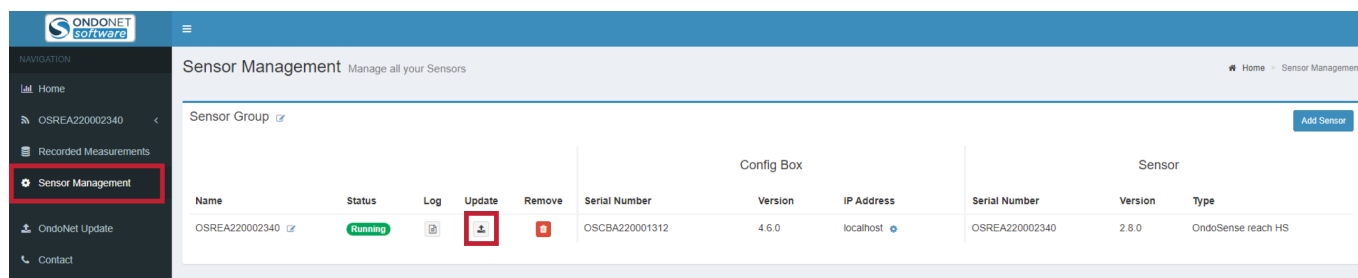 ONDONET
software
NAVIGATION
Sensor Management Manage all your Sensors
Home > Sensor Managemen
Home
OSREA220002340 <
Sensor Group
Add Sensor
Recorded Measurements
Config Box Sensor
Sensor Management
Name Status Log Update Remove Serial Number Version IP Address Serial Number Version Type
OndoNet Update
OSREA220002340 Running OSCBA220001312 4.6.0 localhost OSREA220002340 2.8.0 OndoSense reach HS
Contact